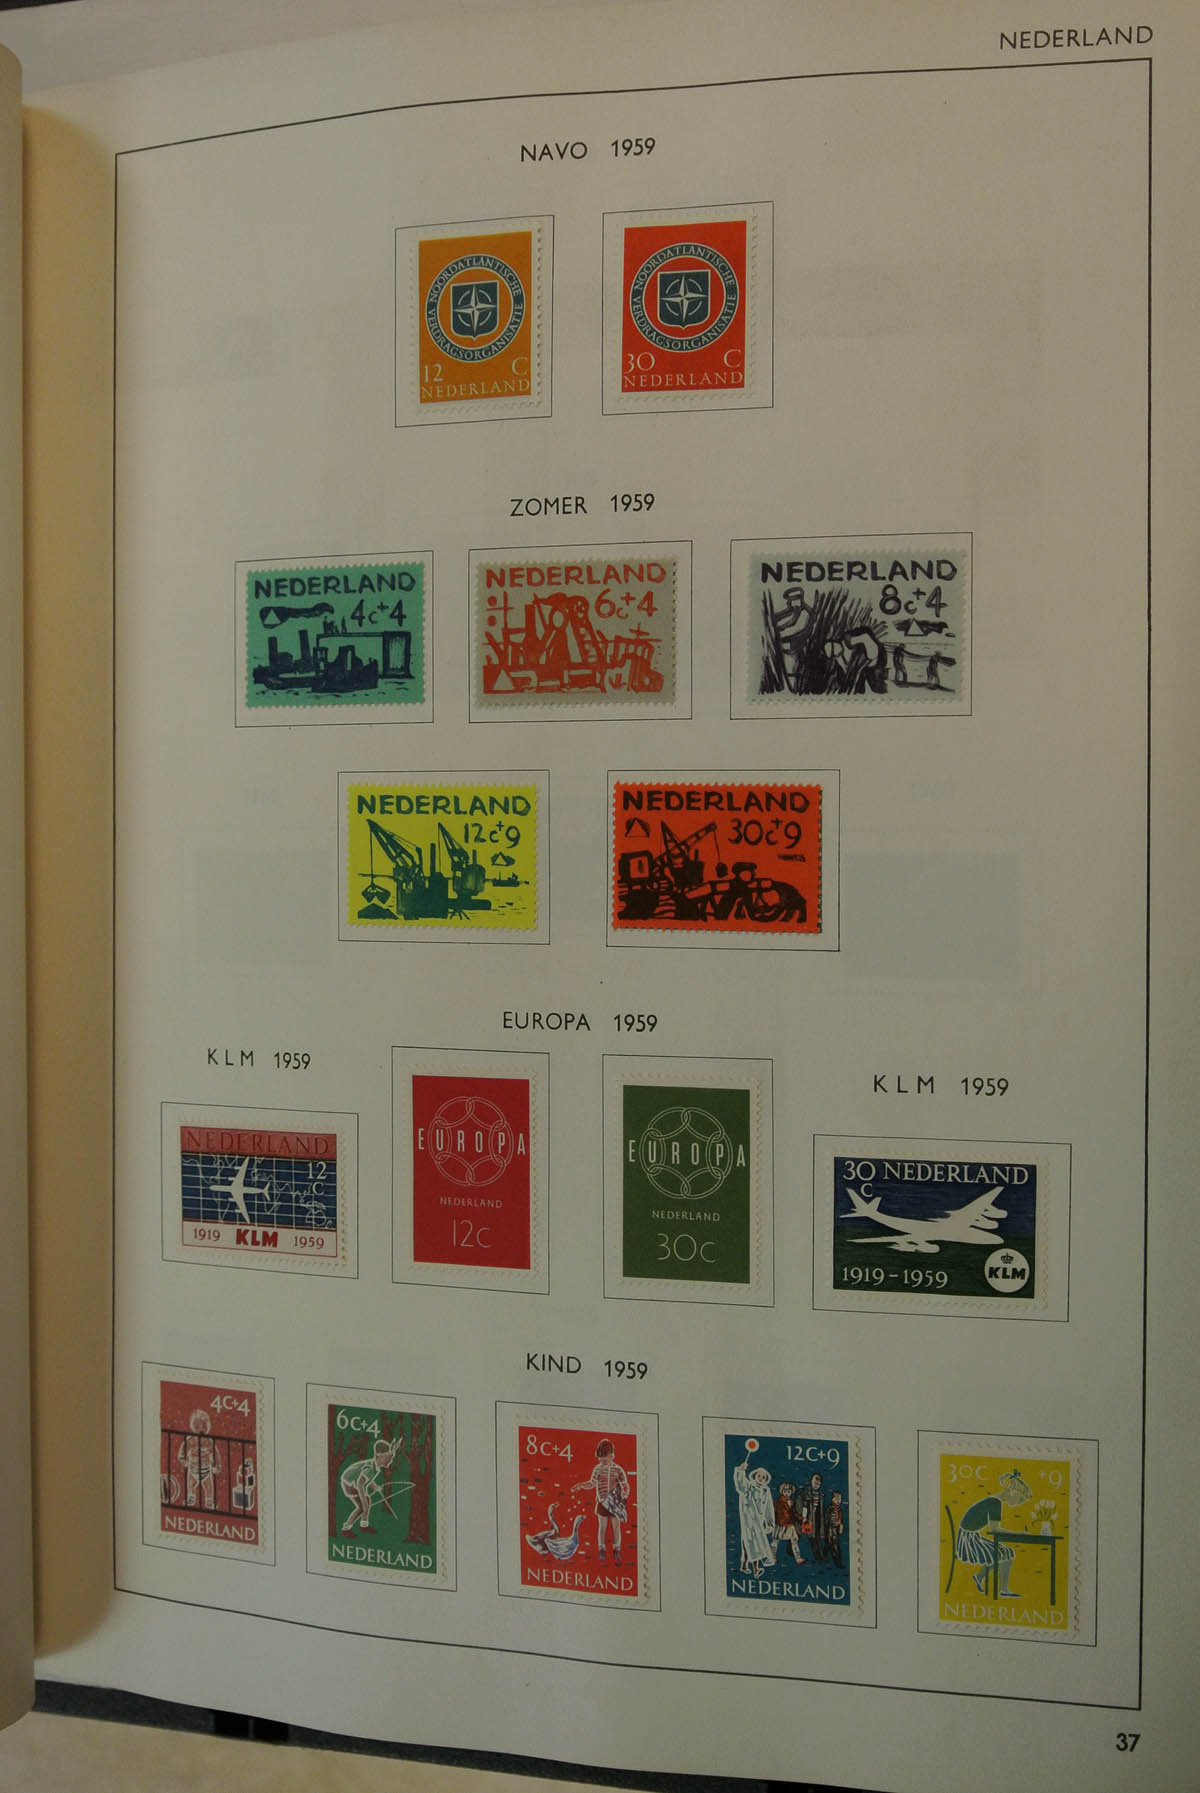 NEDERLAND
NAVO 1959
NOORDATLANTISCHE VERDRAGSORGANISATIE
12 C
NEDERLAND
NOORDATLANTISCHE VERDRAGSORGANISATIE
30 C
NEDERLAND
ZOMER 1959
NEDERLAND
4c+4
NEDERLAND
6c+4
NEDERLAND
8c+4
NEDERLAND
12c+9
NEDERLAND
30c+9
EUROPA 1959
KLM 1959
KLM 1959
NEDERLAND
12
C
1919 KLM 1959
EUROPA
NEDERLAND
12c
EUROPA
NEDERLAND
30c
30 NEDERLAND
C
1919-1959
KLM
KIND 1959
4c+4
NEDERLAND
6c+4
NEDERLAND
8c+4
NEDERLAND
12c+9
NEDERLAND
30c +9
NEDERLAND
37